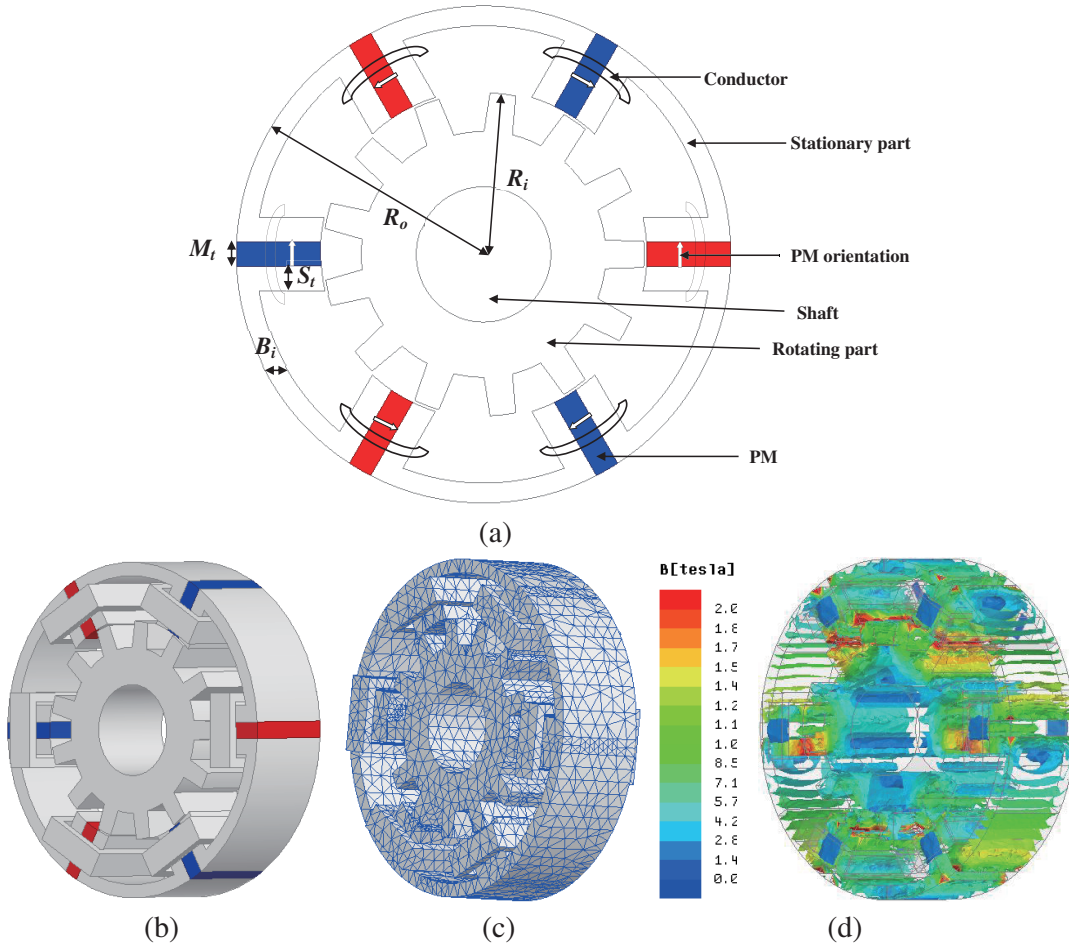 Conductor
Stationary part
R_i
R_o
M_t
S_t
PM orientation
Shaft
B_i
Rotating part
PM
(a)
B[tesla]
2.0
1.8
1.7
1.5
1.4
1.2
1.1
1.0
8.5
7.1
5.7
4.2
2.8
1.4
0.0
(b)
(c)
(d)